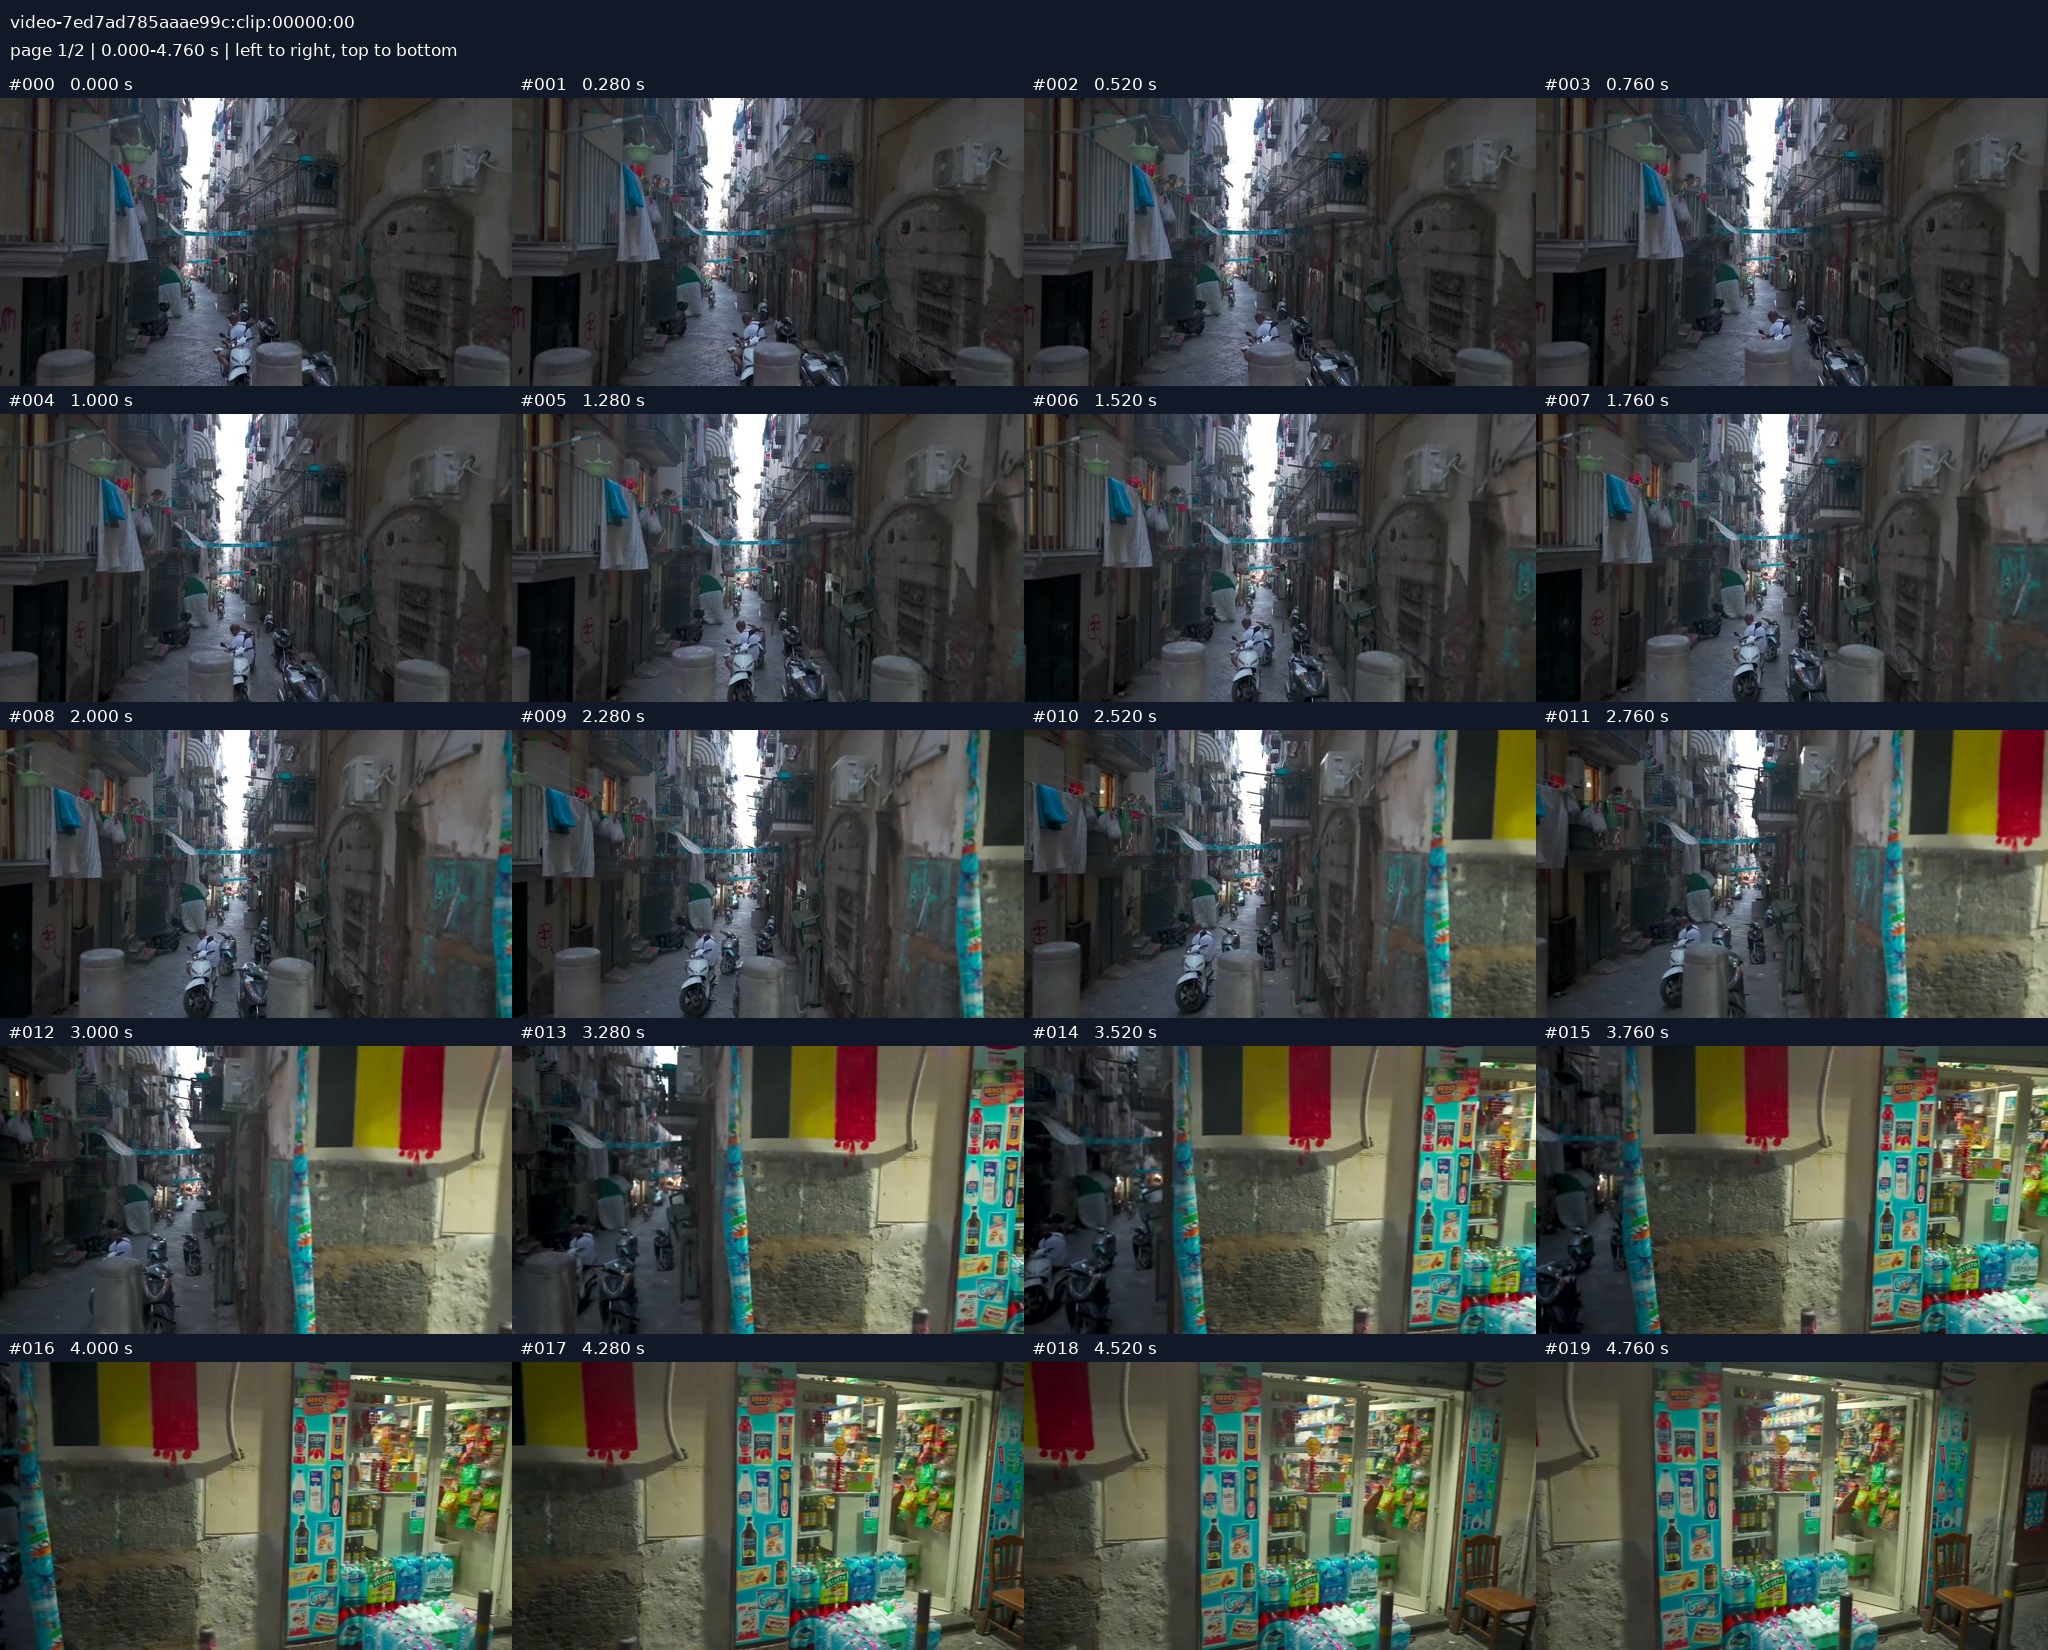 video-7ed7ad785aaae99c:clip:00000:00
page 1/2 | 0.000-4.760 s | left to right, top to bottom
#000 0.000 s
#001 0.280 s
#002 0.520 s
#003 0.760 s
#004 1.000 s
#005 1.280 s
#006 1.520 s
#007 1.760 s
#008 2.000 s
#009 2.280 s
#010 2.520 s
#011 2.760 s
#012 3.000 s
#013 3.280 s
#014 3.520 s
#015 3.760 s
#016 4.000 s
#017 4.280 s
#018 4.520 s
#019 4.760 s